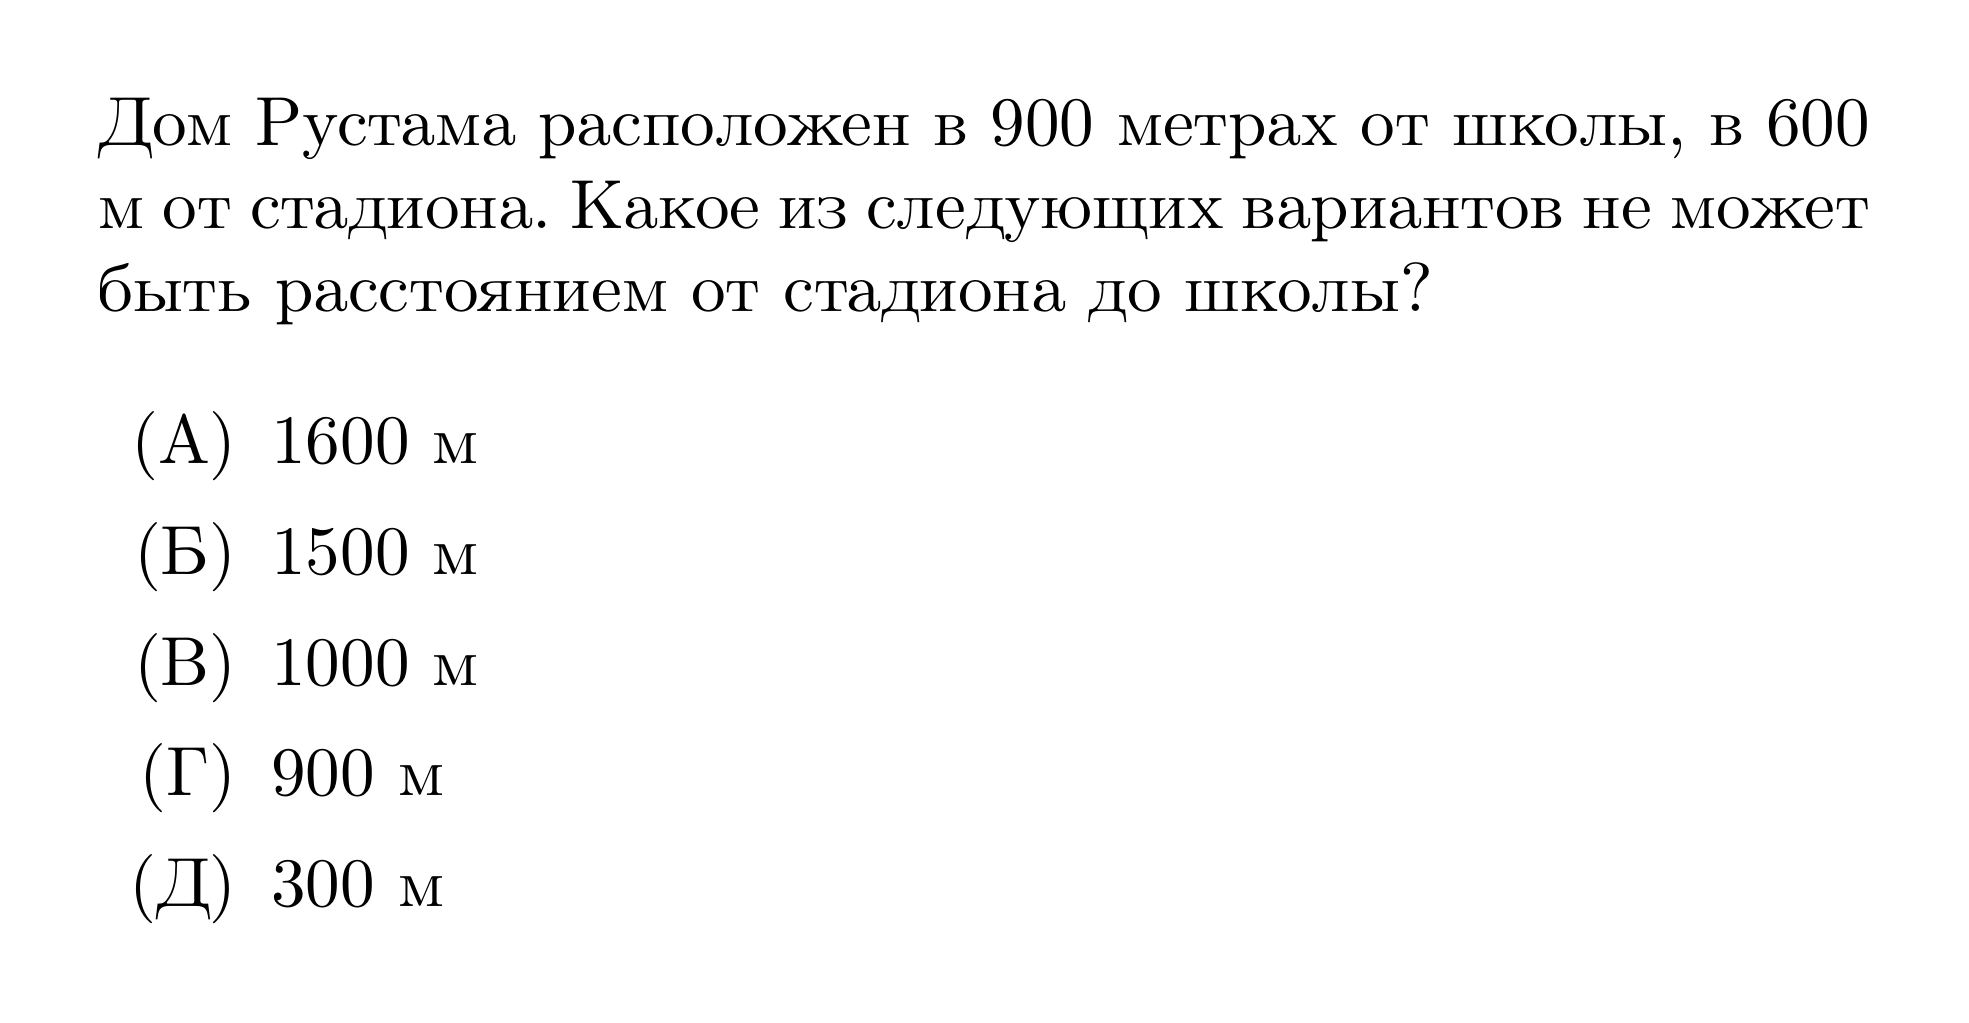 Дом Рустама расположен в 900 метрах от школы, в 600
м от стадиона. Какое из следующих вариантов не может
быть расстоянием от стадиона до школы?
(А) 1600 м
(Б) 1500 м
(В) 1000 м
(Г) 900 м
(Д) 300 м